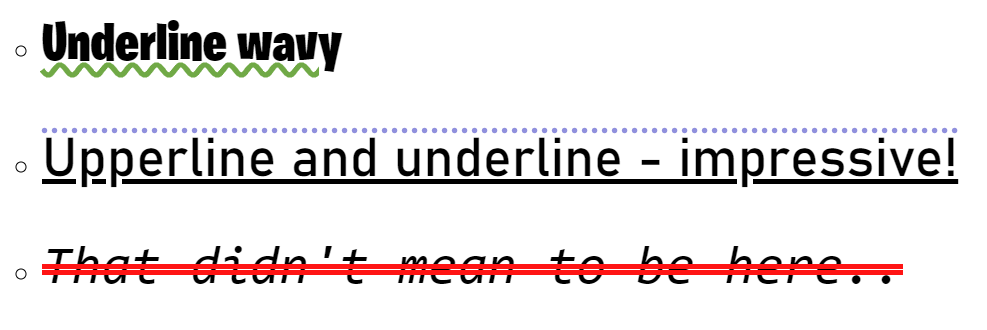 Underline wavy
Upperline and underline - impressive!
That didn't mean to be here..